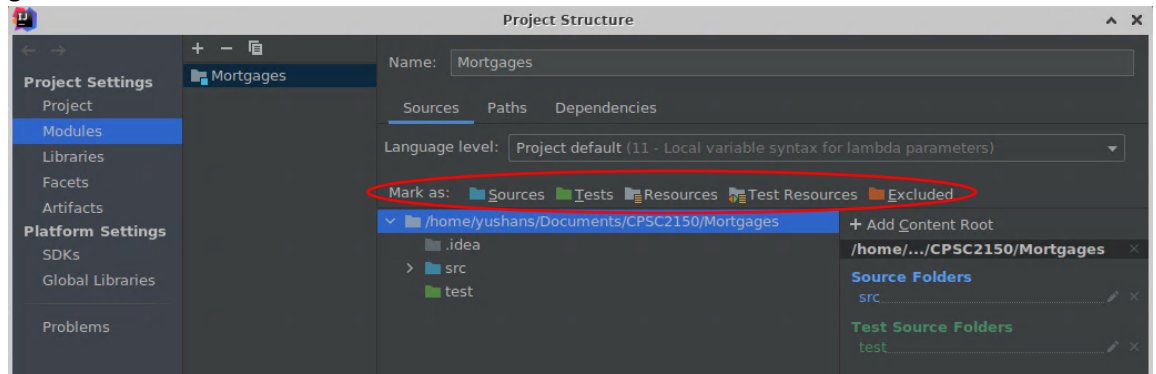 Project Structure
Project Settings
Project
Modules
Libraries
Facets
Artifacts
Platform Settings
SDKs
Global Libraries
Problems
Mortgages
Name: Mortgages
Sources Paths Dependencies
Language level: Project default (11 - Local variable syntax for lambda parameters)
Mark as: Sources Tests Resources Test Resources Excluded
/home/yushans/Documents/CPSC2150/Mortgages
.idea
src
test
+ Add Content Root
/home/.../CPSC2150/Mortgages
Source Folders
src
Test Source Folders
test